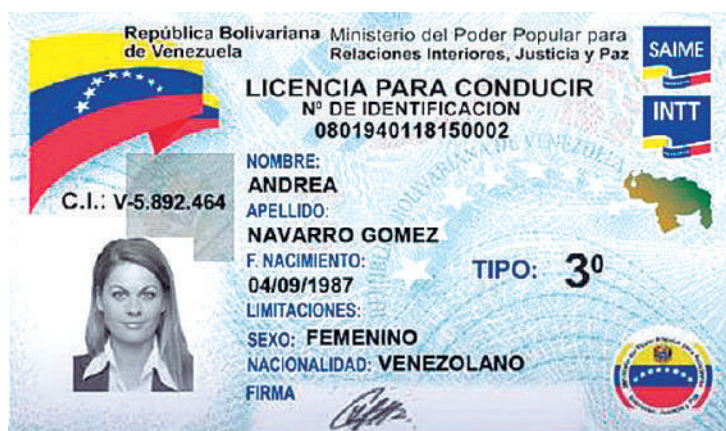 República Bolivariana de Venezuela
Ministerio del Poder Popular para
Relaciones Interiores, Justicia y Paz
SAIME
INTT
LICENCIA PARA CONDUCIR
Nº DE IDENTIFICACION
0801940118150002
C.I.: V-5.892.464
NOMBRE:
ANDREA
APELLIDO:
NAVARRO GOMEZ
F. NACIMIENTO:
04/09/1987
TIPO: 3º
LIMITACIONES:
SEXO: FEMENINO
NACIONALIDAD: VENEZOLANO
FIRMA